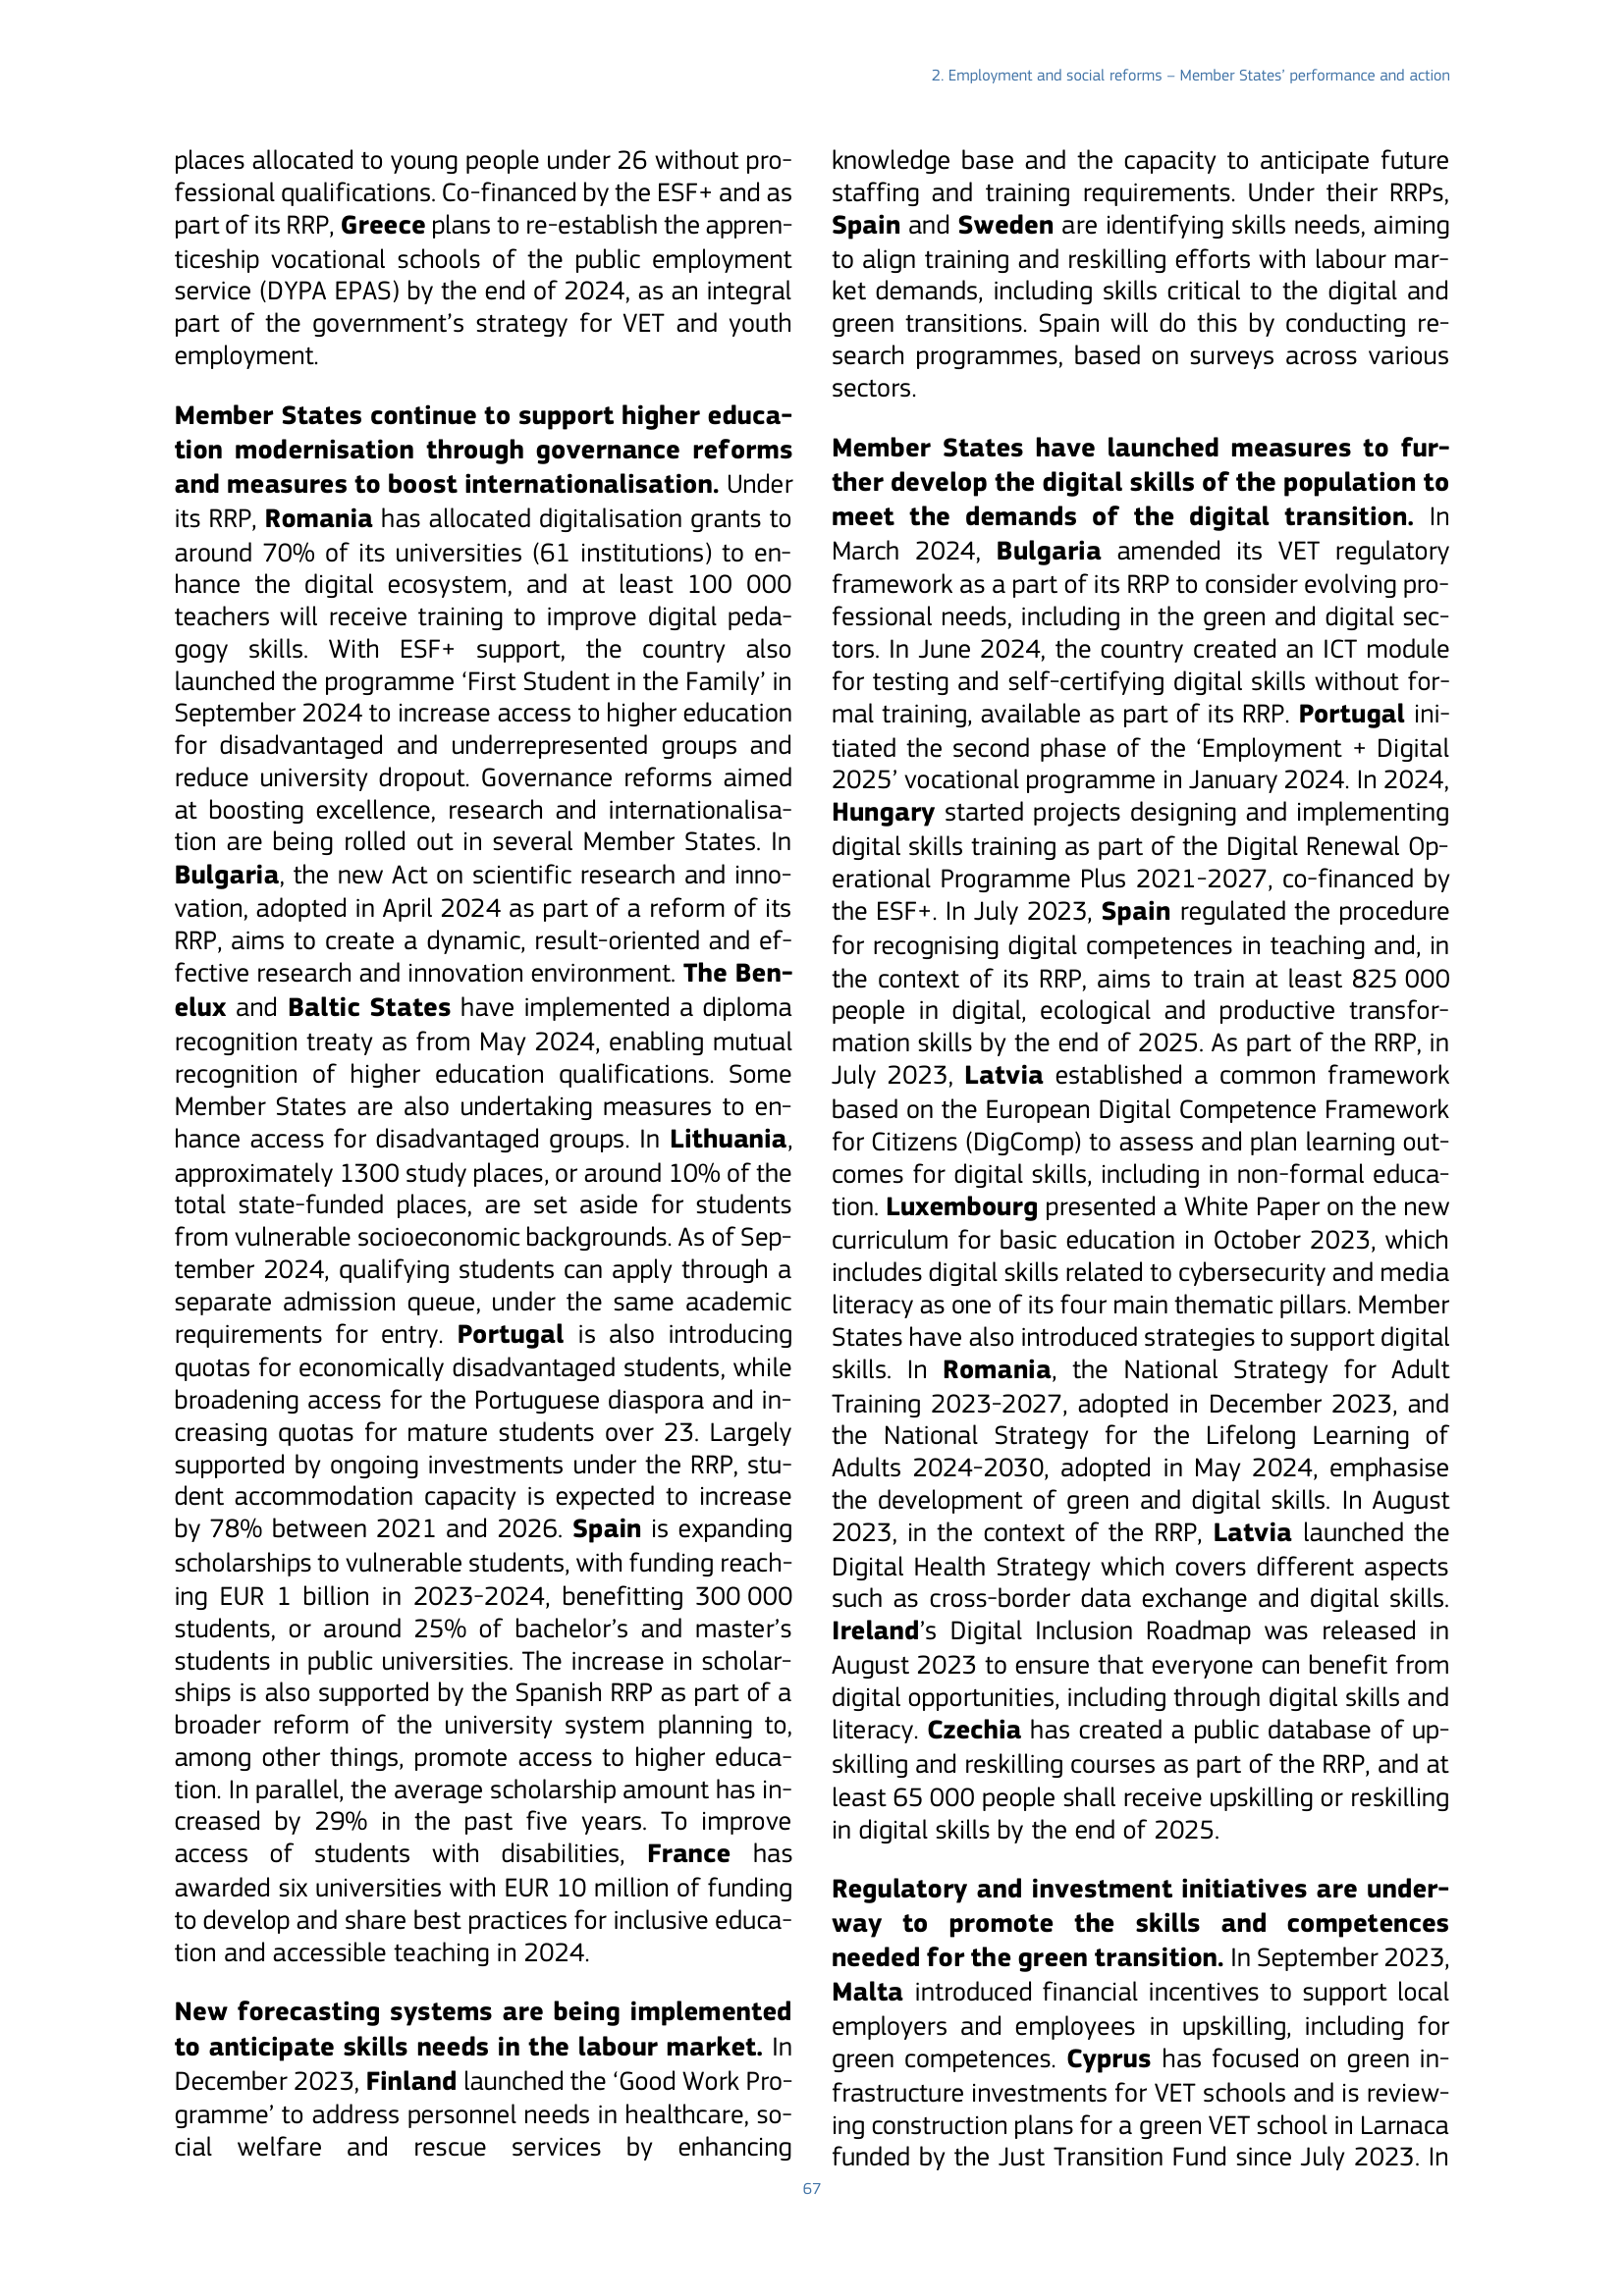 2. Employment and social reforms – Member States’ performance and action
places allocated to young people under 26 without pro-
fessional qualifications. Co-financed by the ESF+ and as
part of its RRP, Greece plans to re-establish the appren-
ticeship vocational schools of the public employment
service (DYPA EPAS) by the end of 2024, as an integral
part of the government’s strategy for VET and youth
employment.
Member States continue to support higher educa-
tion modernisation through governance reforms
and measures to boost internationalisation. Under
its RRP, Romania has allocated digitalisation grants to
around 70% of its universities (61 institutions) to en-
hance the digital ecosystem, and at least 100 000
teachers will receive training to improve digital peda-
gogy skills. With ESF+ support, the country also
launched the programme ‘First Student in the Family’ in
September 2024 to increase access to higher education
for disadvantaged and underrepresented groups and
reduce university dropout. Governance reforms aimed
at boosting excellence, research and internationalisa-
tion are being rolled out in several Member States. In
Bulgaria, the new Act on scientific research and inno-
vation, adopted in April 2024 as part of a reform of its
RRP, aims to create a dynamic, result-oriented and ef-
fective research and innovation environment. The Ben-
elux and Baltic States have implemented a diploma
recognition treaty as from May 2024, enabling mutual
recognition of higher education qualifications. Some
Member States are also undertaking measures to en-
hance access for disadvantaged groups. In Lithuania,
approximately 1300 study places, or around 10% of the
total state-funded places, are set aside for students
from vulnerable socioeconomic backgrounds. As of Sep-
tember 2024, qualifying students can apply through a
separate admission queue, under the same academic
requirements for entry. Portugal is also introducing
quotas for economically disadvantaged students, while
broadening access for the Portuguese diaspora and in-
creasing quotas for mature students over 23. Largely
supported by ongoing investments under the RRP, stu-
dent accommodation capacity is expected to increase
by 78% between 2021 and 2026. Spain is expanding
scholarships to vulnerable students, with funding reach-
ing EUR 1 billion in 2023-2024, benefitting 300 000
students, or around 25% of bachelor’s and master’s
students in public universities. The increase in scholar-
ships is also supported by the Spanish RRP as part of a
broader reform of the university system planning to,
among other things, promote access to higher educa-
tion. In parallel, the average scholarship amount has in-
creased by 29% in the past five years. To improve
access of students with disabilities, France has
awarded six universities with EUR 10 million of funding
to develop and share best practices for inclusive educa-
tion and accessible teaching in 2024.
New forecasting systems are being implemented
to anticipate skills needs in the labour market. In
December 2023, Finland launched the ‘Good Work Pro-
gramme’ to address personnel needs in healthcare, so-
cial welfare and rescue services by enhancing
knowledge base and the capacity to anticipate future
staffing and training requirements. Under their RRPs,
Spain and Sweden are identifying skills needs, aiming
to align training and reskilling efforts with labour mar-
ket demands, including skills critical to the digital and
green transitions. Spain will do this by conducting re-
search programmes, based on surveys across various
sectors.
Member States have launched measures to fur-
ther develop the digital skills of the population to
meet the demands of the digital transition. In
March 2024, Bulgaria amended its VET regulatory
framework as a part of its RRP to consider evolving pro-
fessional needs, including in the green and digital sec-
tors. In June 2024, the country created an ICT module
for testing and self-certifying digital skills without for-
mal training, available as part of its RRP. Portugal ini-
tiated the second phase of the ‘Employment + Digital
2025’ vocational programme in January 2024. In 2024,
Hungary started projects designing and implementing
digital skills training as part of the Digital Renewal Op-
erational Programme Plus 2021-2027, co-financed by
the ESF+. In July 2023, Spain regulated the procedure
for recognising digital competences in teaching and, in
the context of its RRP, aims to train at least 825 000
people in digital, ecological and productive transfor-
mation skills by the end of 2025. As part of the RRP, in
July 2023, Latvia established a common framework
based on the European Digital Competence Framework
for Citizens (DigComp) to assess and plan learning out-
comes for digital skills, including in non-formal educa-
tion. Luxembourg presented a White Paper on the new
curriculum for basic education in October 2023, which
includes digital skills related to cybersecurity and media
literacy as one of its four main thematic pillars. Member
States have also introduced strategies to support digital
skills. In Romania, the National Strategy for Adult
Training 2023-2027, adopted in December 2023, and
the National Strategy for the Lifelong Learning of
Adults 2024-2030, adopted in May 2024, emphasise
the development of green and digital skills. In August
2023, in the context of the RRP, Latvia launched the
Digital Health Strategy which covers different aspects
such as cross-border data exchange and digital skills.
Ireland’s Digital Inclusion Roadmap was released in
August 2023 to ensure that everyone can benefit from
digital opportunities, including through digital skills and
literacy. Czechia has created a public database of up-
skilling and reskilling courses as part of the RRP, and at
least 65 000 people shall receive upskilling or reskilling
in digital skills by the end of 2025.
Regulatory and investment initiatives are under-
way to promote the skills and competences
needed for the green transition. In September 2023,
Malta introduced financial incentives to support local
employers and employees in upskilling, including for
green competences. Cyprus has focused on green in-
frastructure investments for VET schools and is review-
ing construction plans for a green VET school in Larnaca
funded by the Just Transition Fund since July 2023. In
67